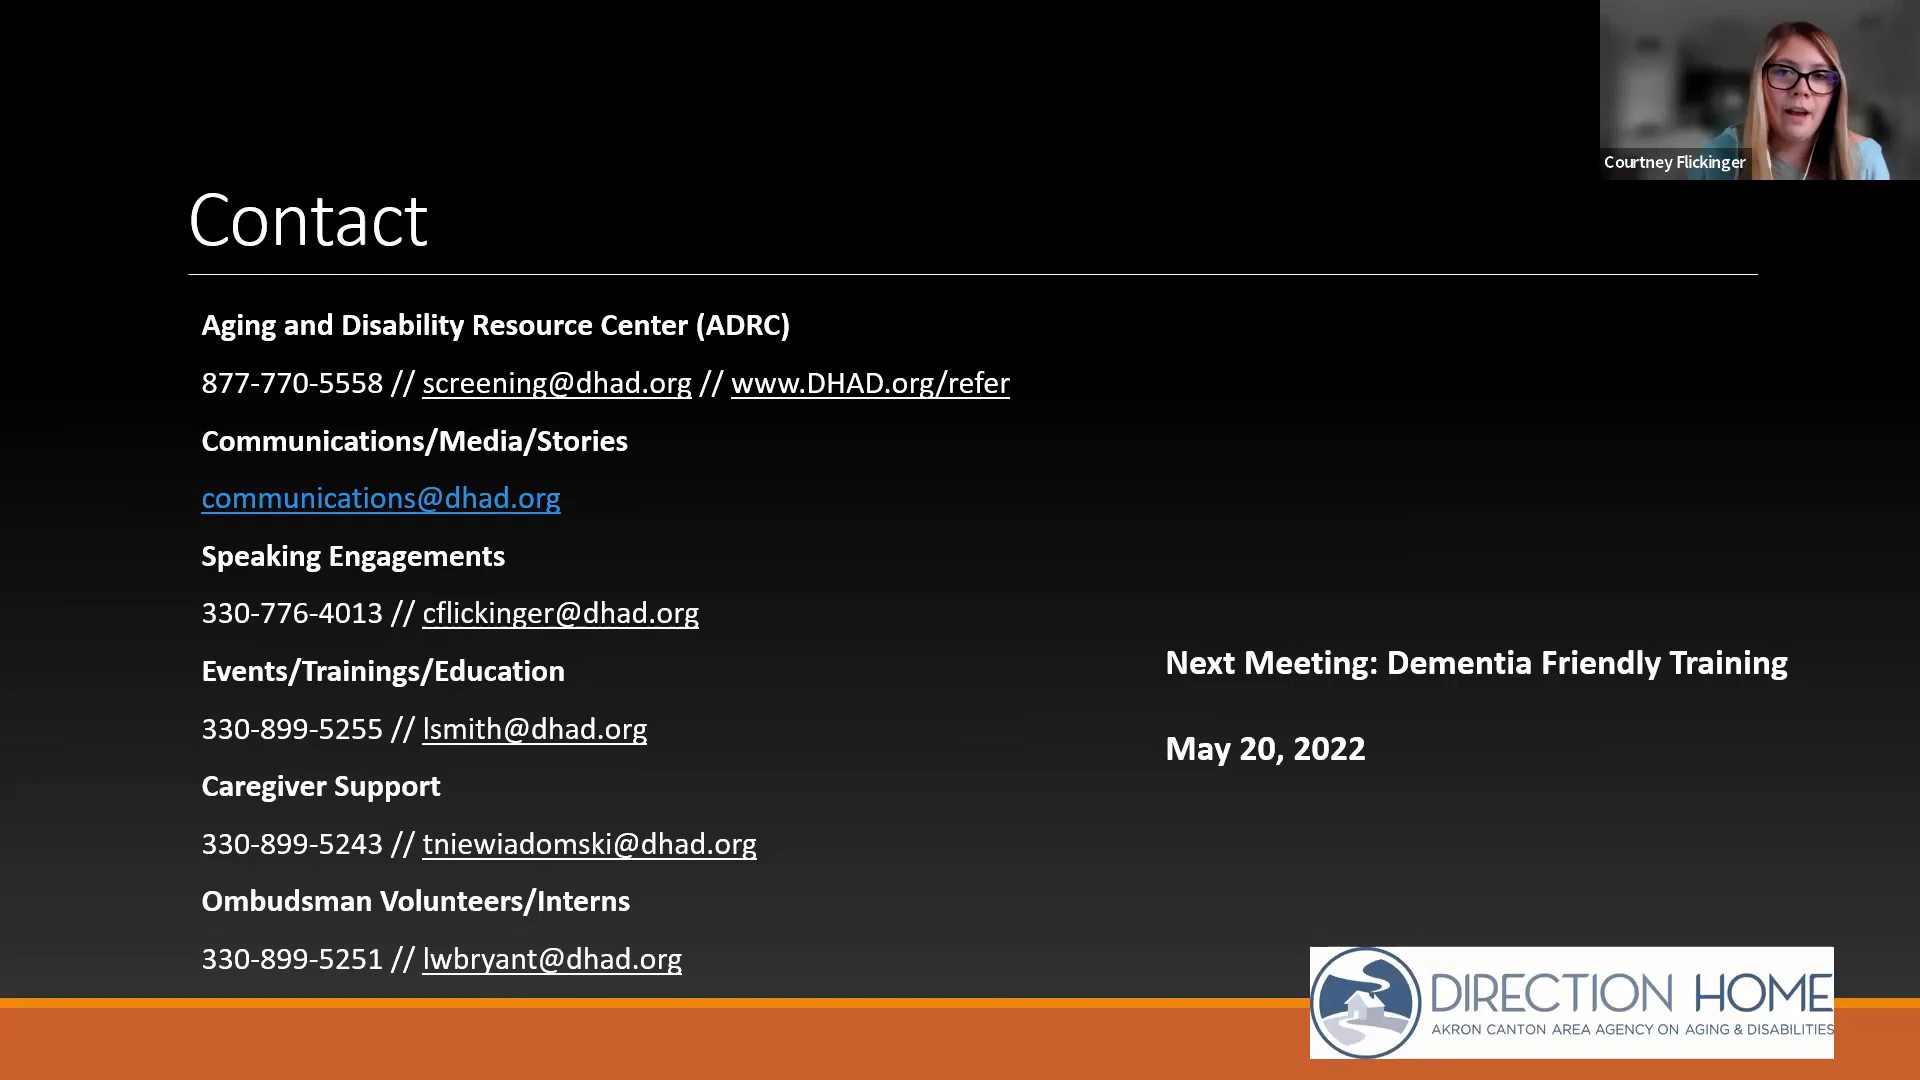 Courtney Flickinger
Contact
Aging and Disability Resource Center (ADRC)
877-770-5558 // screening@dhad.org // www.DHAD.org/refer
Communications/Media/Stories
communications@dhad.org
Speaking Engagements
330-776-4013 // cflickinger@dhad.org
Events/Trainings/Education
330-899-5255 // lsmith@dhad.org
Caregiver Support
330-899-5243 // tniewiadomski@dhad.org
Ombudsman Volunteers/Interns
330-899-5251 // lwbryant@dhad.org
Next Meeting: Dementia Friendly Training
May 20, 2022
DIRECTION HOME
AKRON CANTON AREA AGENCY ON AGING & DISABILITIES